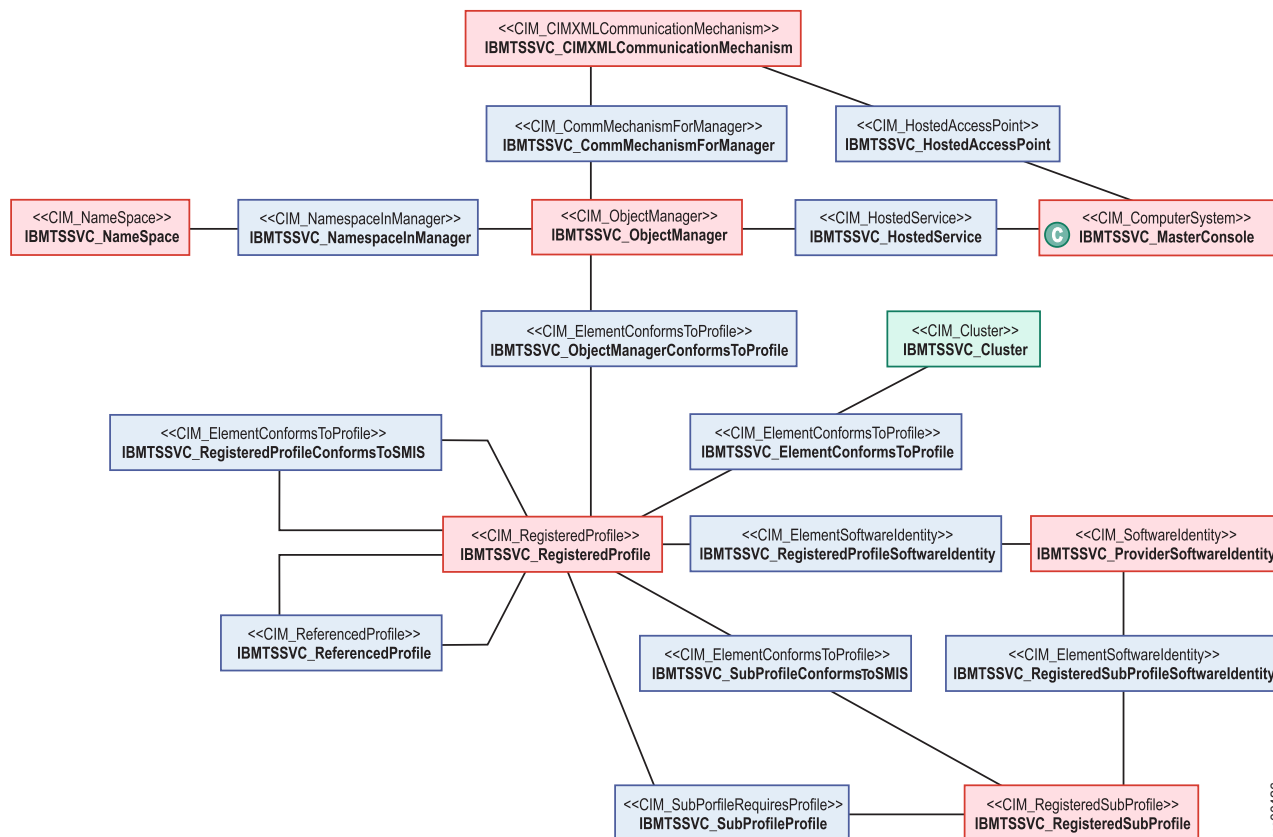 <<CIM_CIMXMLCommunicationMechanism>>
IBMTSSVC_CIMXMLCommunicationMechanism
<<CIM_CommMechanismForManager>>
IBMTSSVC_CommMechanismForManager
<<CIM_HostedAccessPoint>>
IBMTSSVC_HostedAccessPoint
<<CIM_NameSpace>>
IBMTSSVC_NameSpace
<<CIM_NamespaceInManager>>
IBMTSSVC_NamespaceInManager
<<CIM_ObjectManager>>
IBMTSSVC_ObjectManager
<<CIM_HostedService>>
IBMTSSVC_HostedService
C
<<CIM_ComputerSystem>>
IBMTSSVC_MasterConsole
<<CIM_ElementConformsToProfile>>
IBMTSSVC_ObjectManagerConformsToProfile
<<CIM_Cluster>>
IBMTSSVC_Cluster
<<CIM_ElementConformsToProfile>>
IBMTSSVC_RegisteredProfileConformsToSMIS
<<CIM_ElementConformsToProfile>>
IBMTSSVC_ElementConformsToProfile
<<CIM_RegisteredProfile>>
IBMTSSVC_RegisteredProfile
<<CIM_ElementSoftwareIdentity>>
IBMTSSVC_RegisteredProfileSoftwareIdentity
<<CIM_SoftwareIdentity>>
IBMTSSVC_ProviderSoftwareIdentity
<<CIM_ReferencedProfile>>
IBMTSSVC_ReferencedProfile
<<CIM_ElementConformsToProfile>>
IBMTSSVC_SubProfileConformsToSMIS
<<CIM_ElementSoftwareIdentity>>
IBMTSSVC_RegisteredSubProfileSoftwareIdentity
<<CIM_SubPorfileRequiresProfile>>
IBMTSSVC_SubProfileProfile
<<CIM_RegisteredSubProfile>>
IBMTSSVC_RegisteredSubProfile